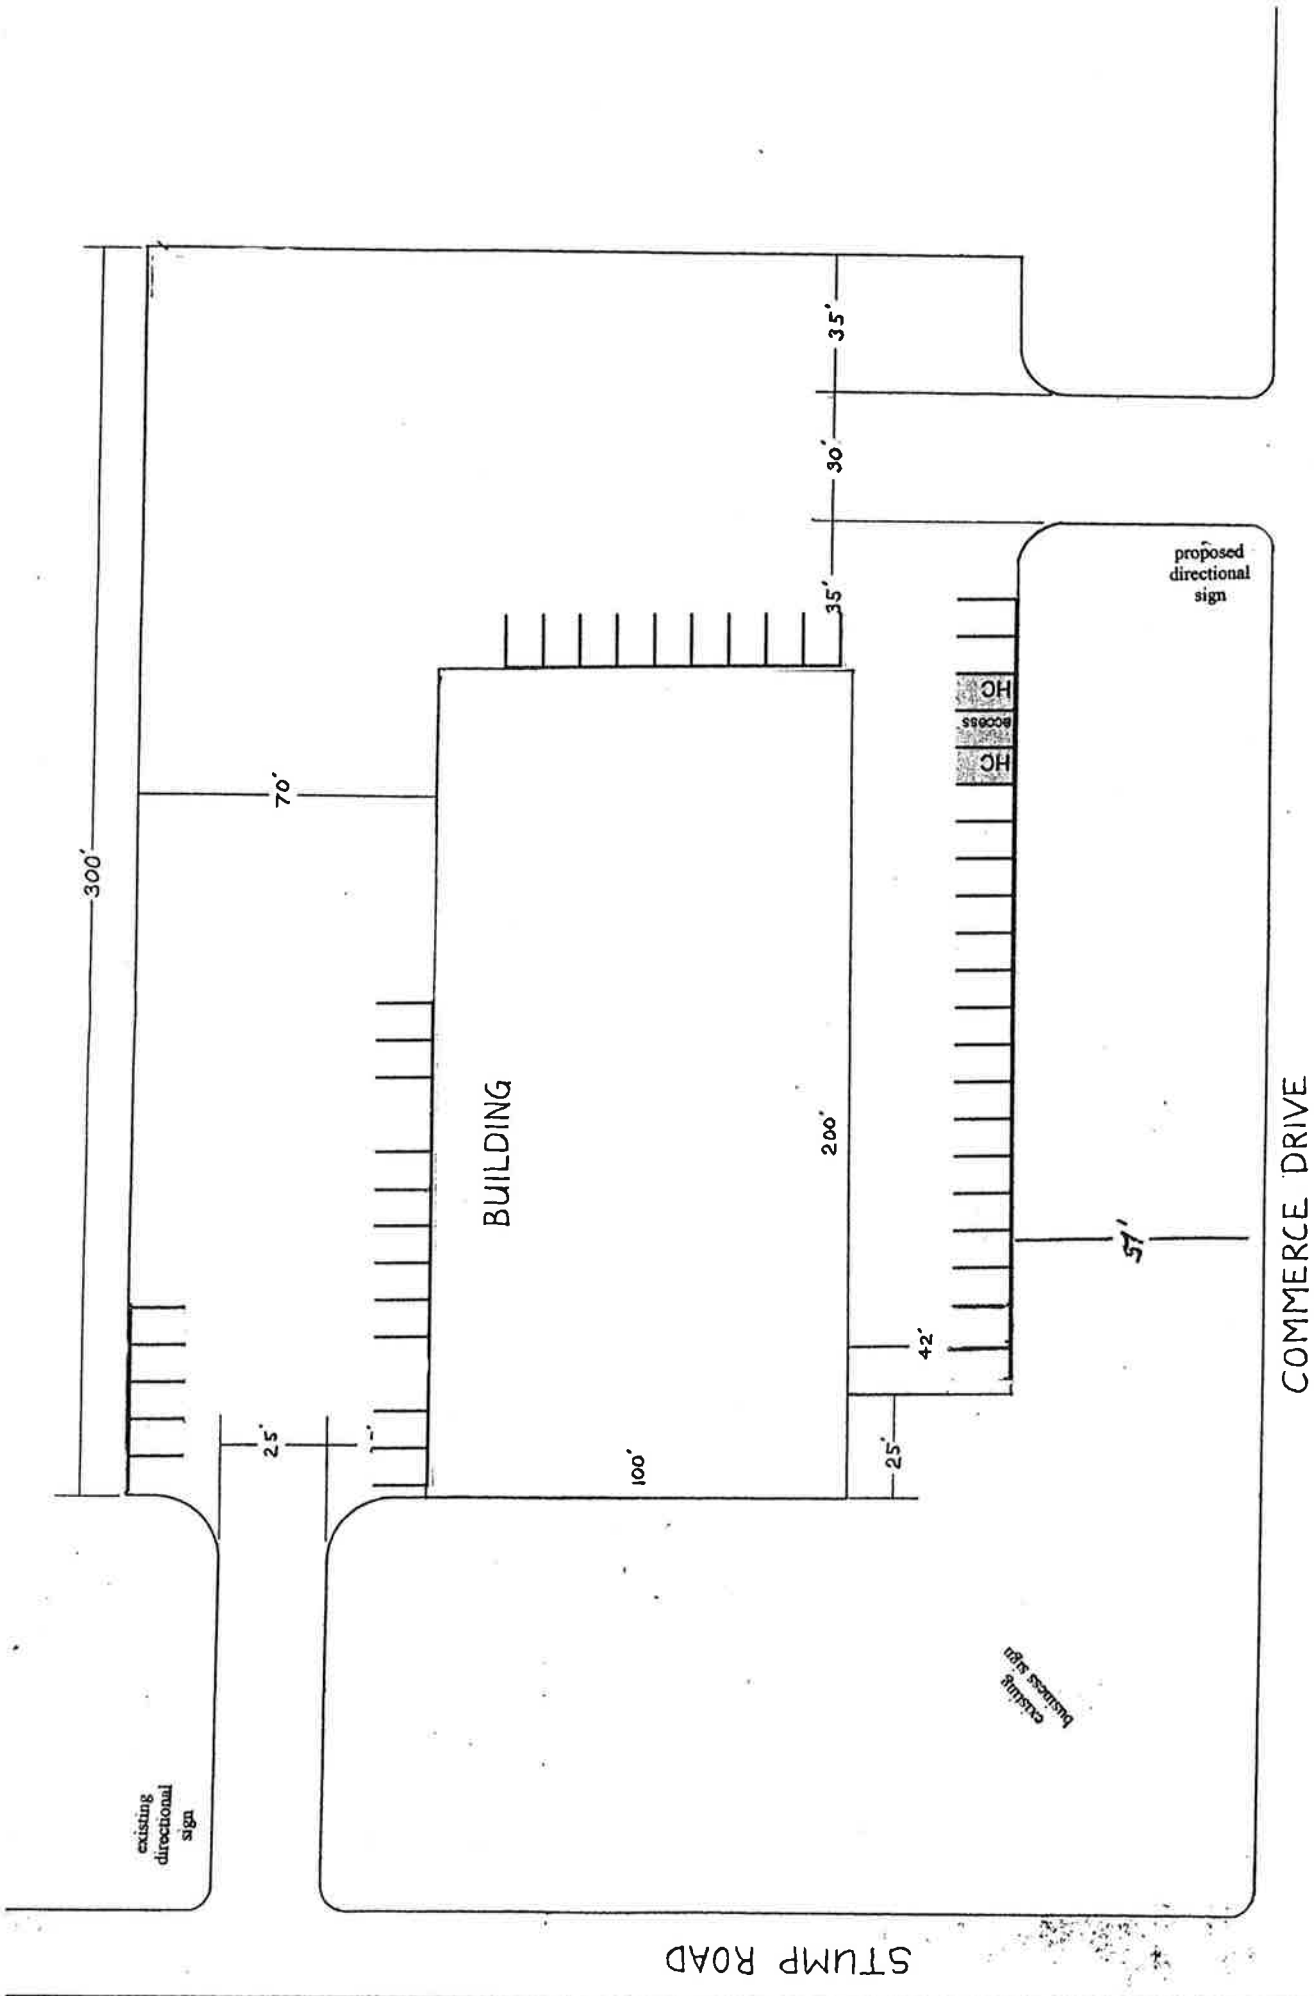 300'
70'
35'
30'
35'
HC
access
HC
proposed
directional
sign
BUILDING
200'
100'
42'
25'
25'
57'
existing
business sign
existing
directional
sign
COMMERCE DRIVE
STUMP ROAD